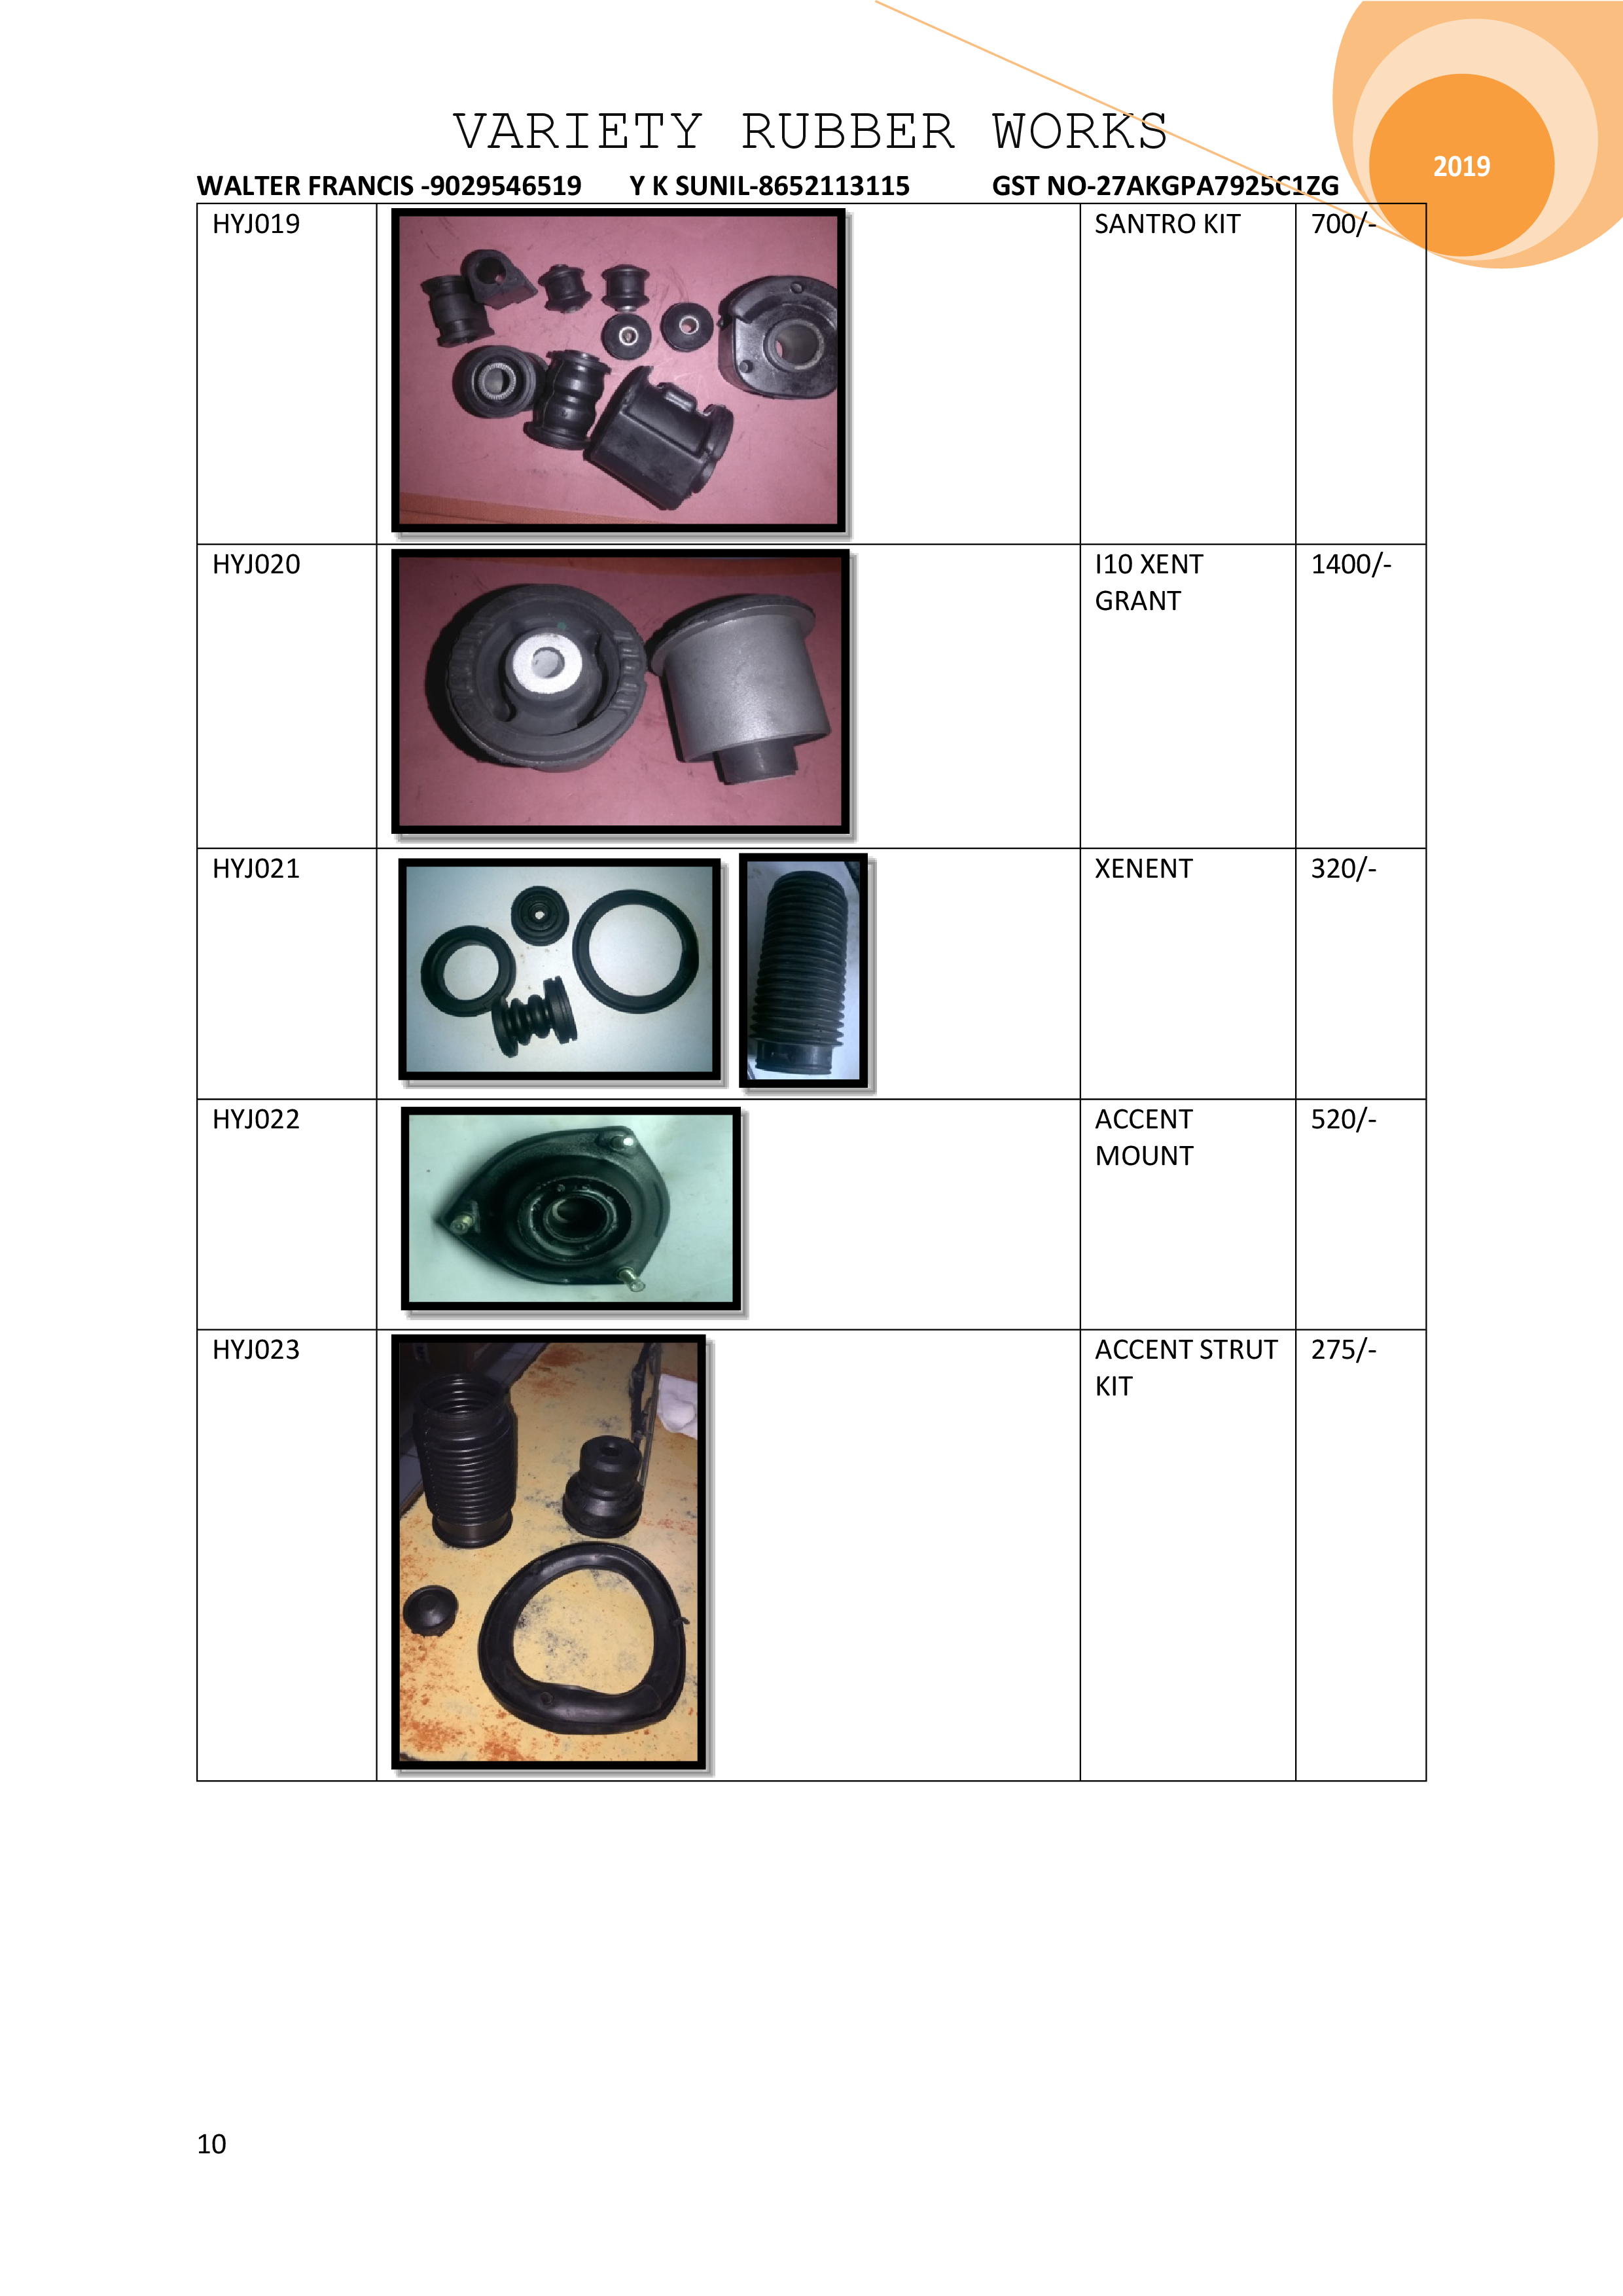 VARIETY RUBBER WORKS
2019
WALTER FRANCIS -9029546519 Y K SUNIL-8652113115 GST NO-27AKGPA7925C1ZG
HYJ019 SANTRO KIT 700/-
HYJ020 I10 XENT 1400/-
GRANT
HYJ021 XENENT 320/-
HYJ022 ACCENT 520/-
MOUNT
HYJ023 ACCENT STRUT 275/-
KIT
10